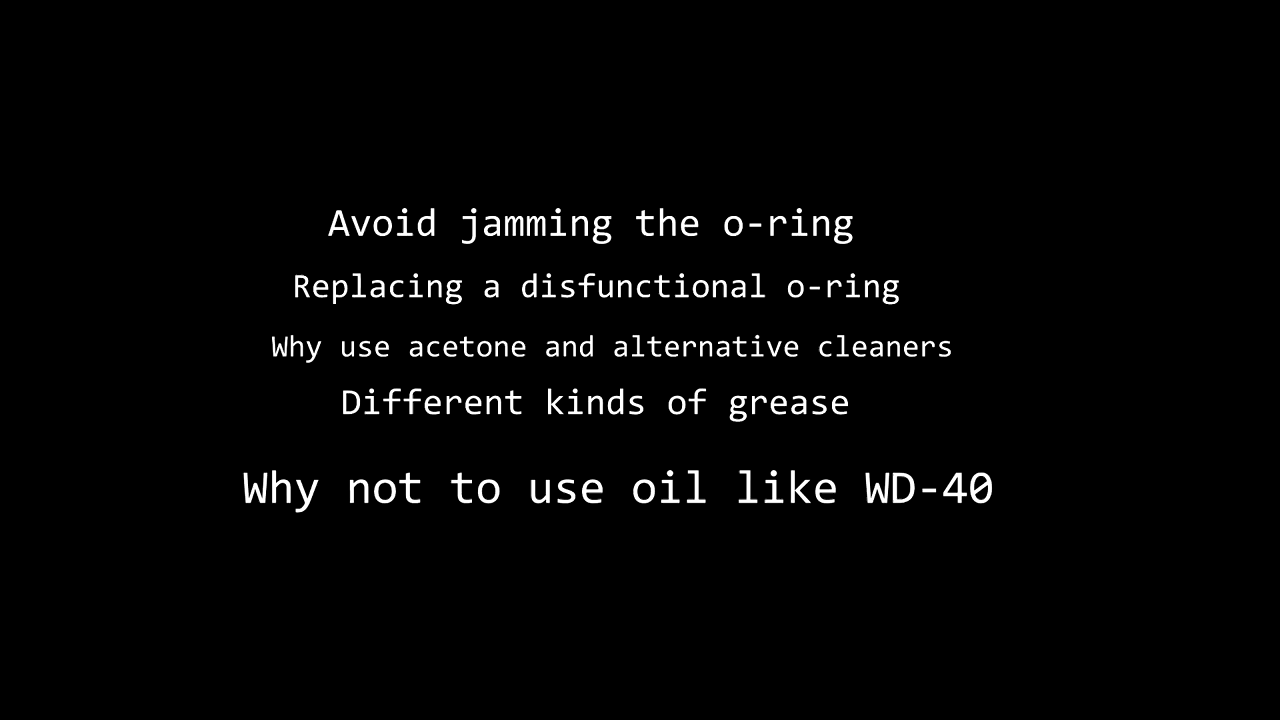 Avoid jamming the o-ring
Replacing a disfunctional o-ring
Why use acetone and alternative cleaners
Different kinds of grease
Why not to use oil like WD-40